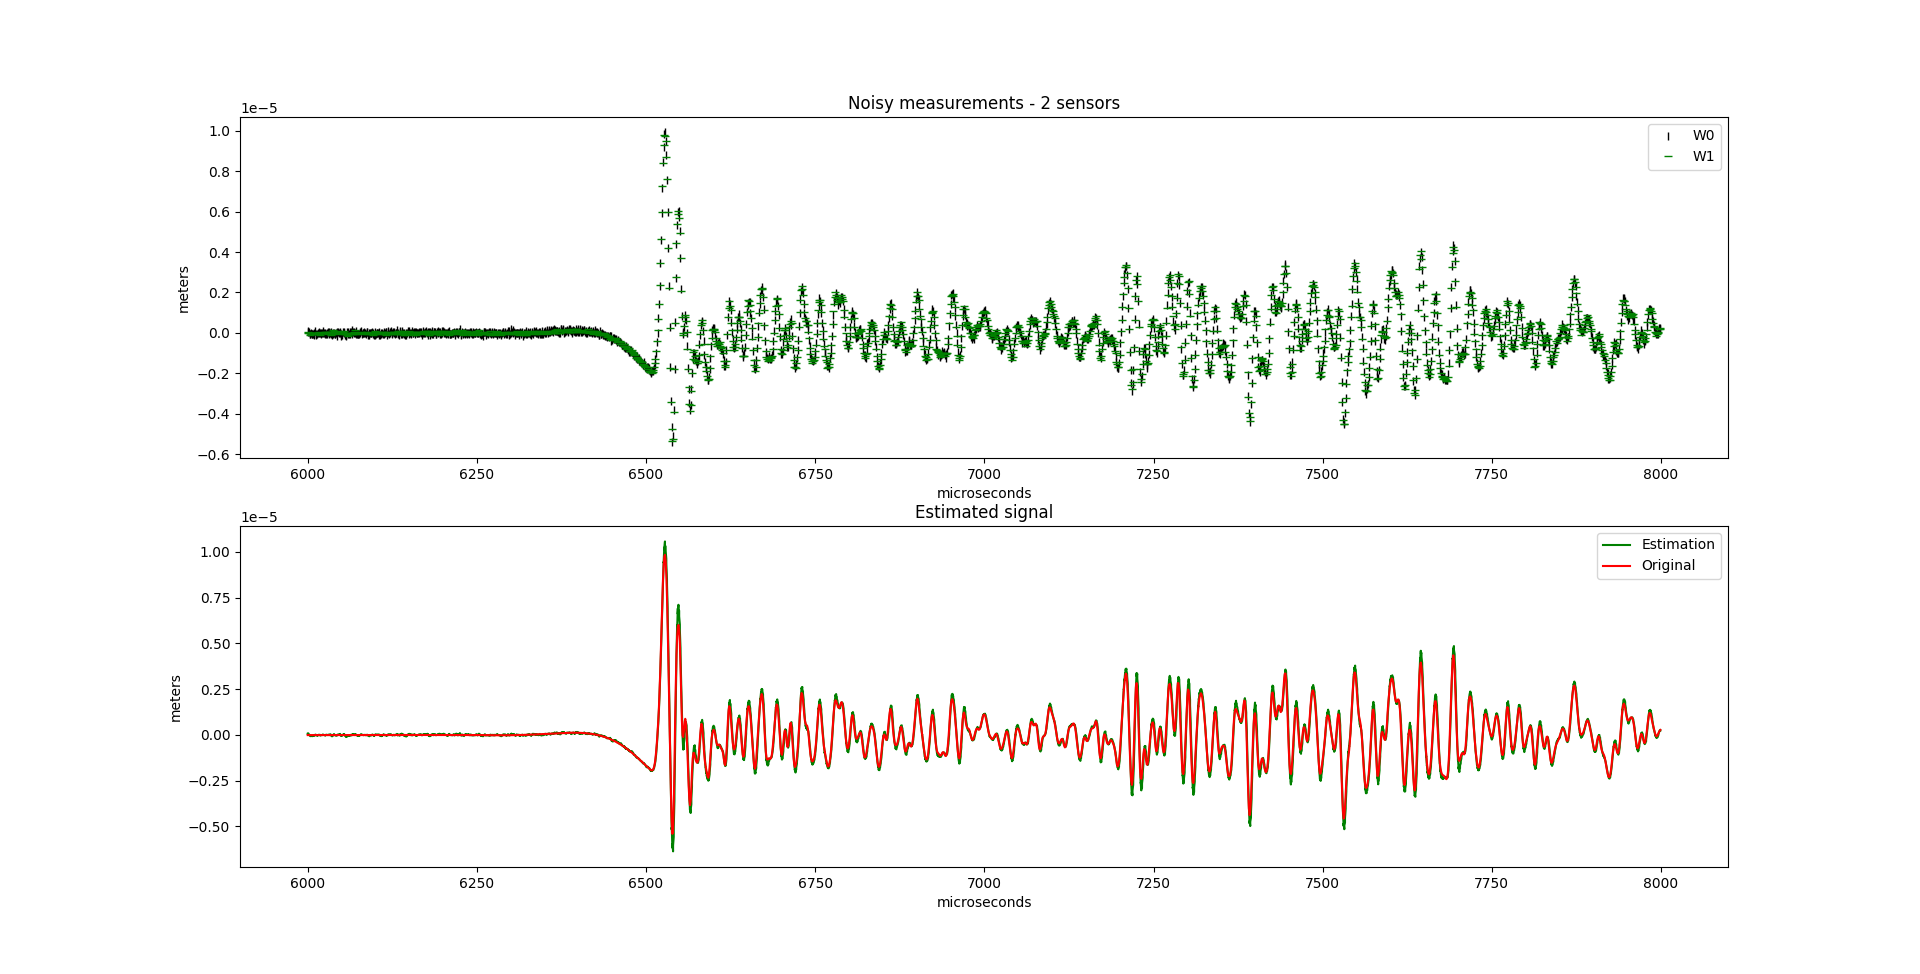 Noisy measurements - 2 sensors
1e−5
1.0
0.8
0.6
0.4
0.2
0.0
−0.2
−0.4
−0.6
meters
W0
W1
6000 6250 6500 6750 7000 7250 7500 7750 8000
microseconds
Estimated signal
1e−5
1.00
0.75
0.50
0.25
0.00
−0.25
−0.50
meters
Estimation
Original
6000 6250 6500 6750 7000 7250 7500 7750 8000
microseconds